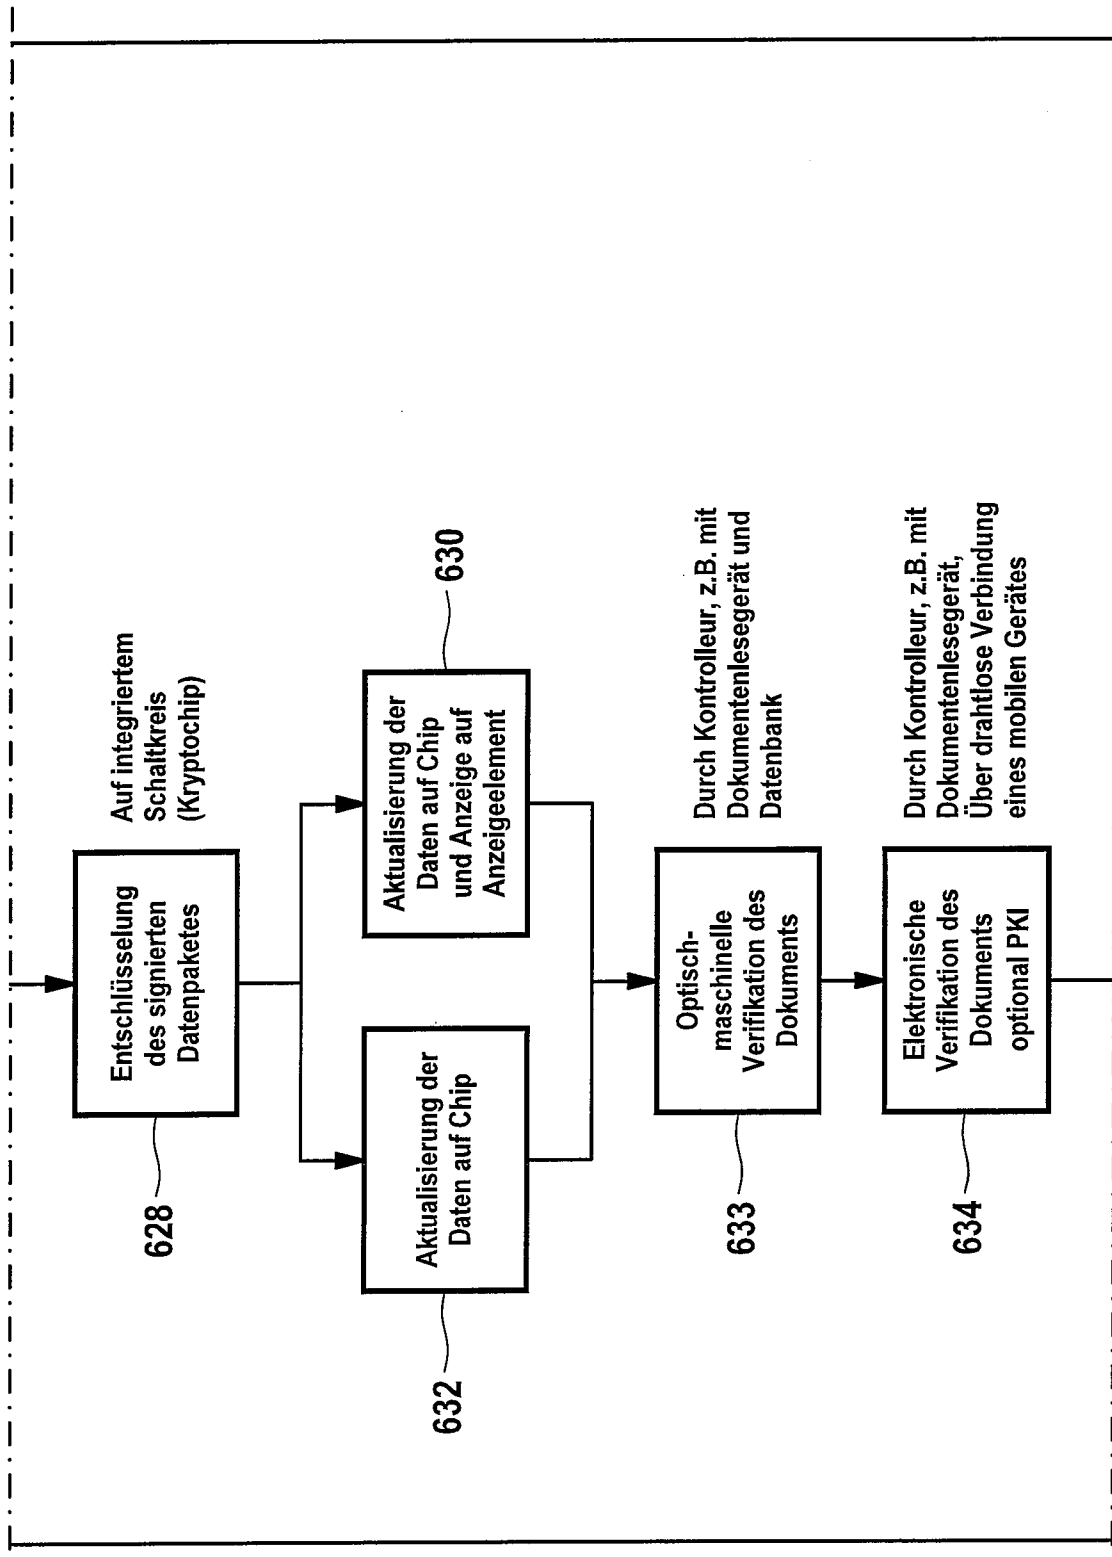 Entschlüsselung
des signierten
Datenpaketes
628
Auf integriertem
Schaltkreis
(Kryptochip)
Aktualisierung der
Daten auf Chip
632
Aktualisierung der
Daten auf Chip
und Anzeige auf
Anzeigeelement
630
Optisch-
maschinelle
Verifikation des
Dokuments
633
Durch Kontrolleur, z.B. mit
Dokumentenlesegerät und
Datenbank
Elektronische
Verifikation des
Dokuments
optional PKI
634
Durch Kontrolleur, z.B. mit
Dokumentenlesegerät,
Über drahtlose Verbindung
eines mobilen Gerätes